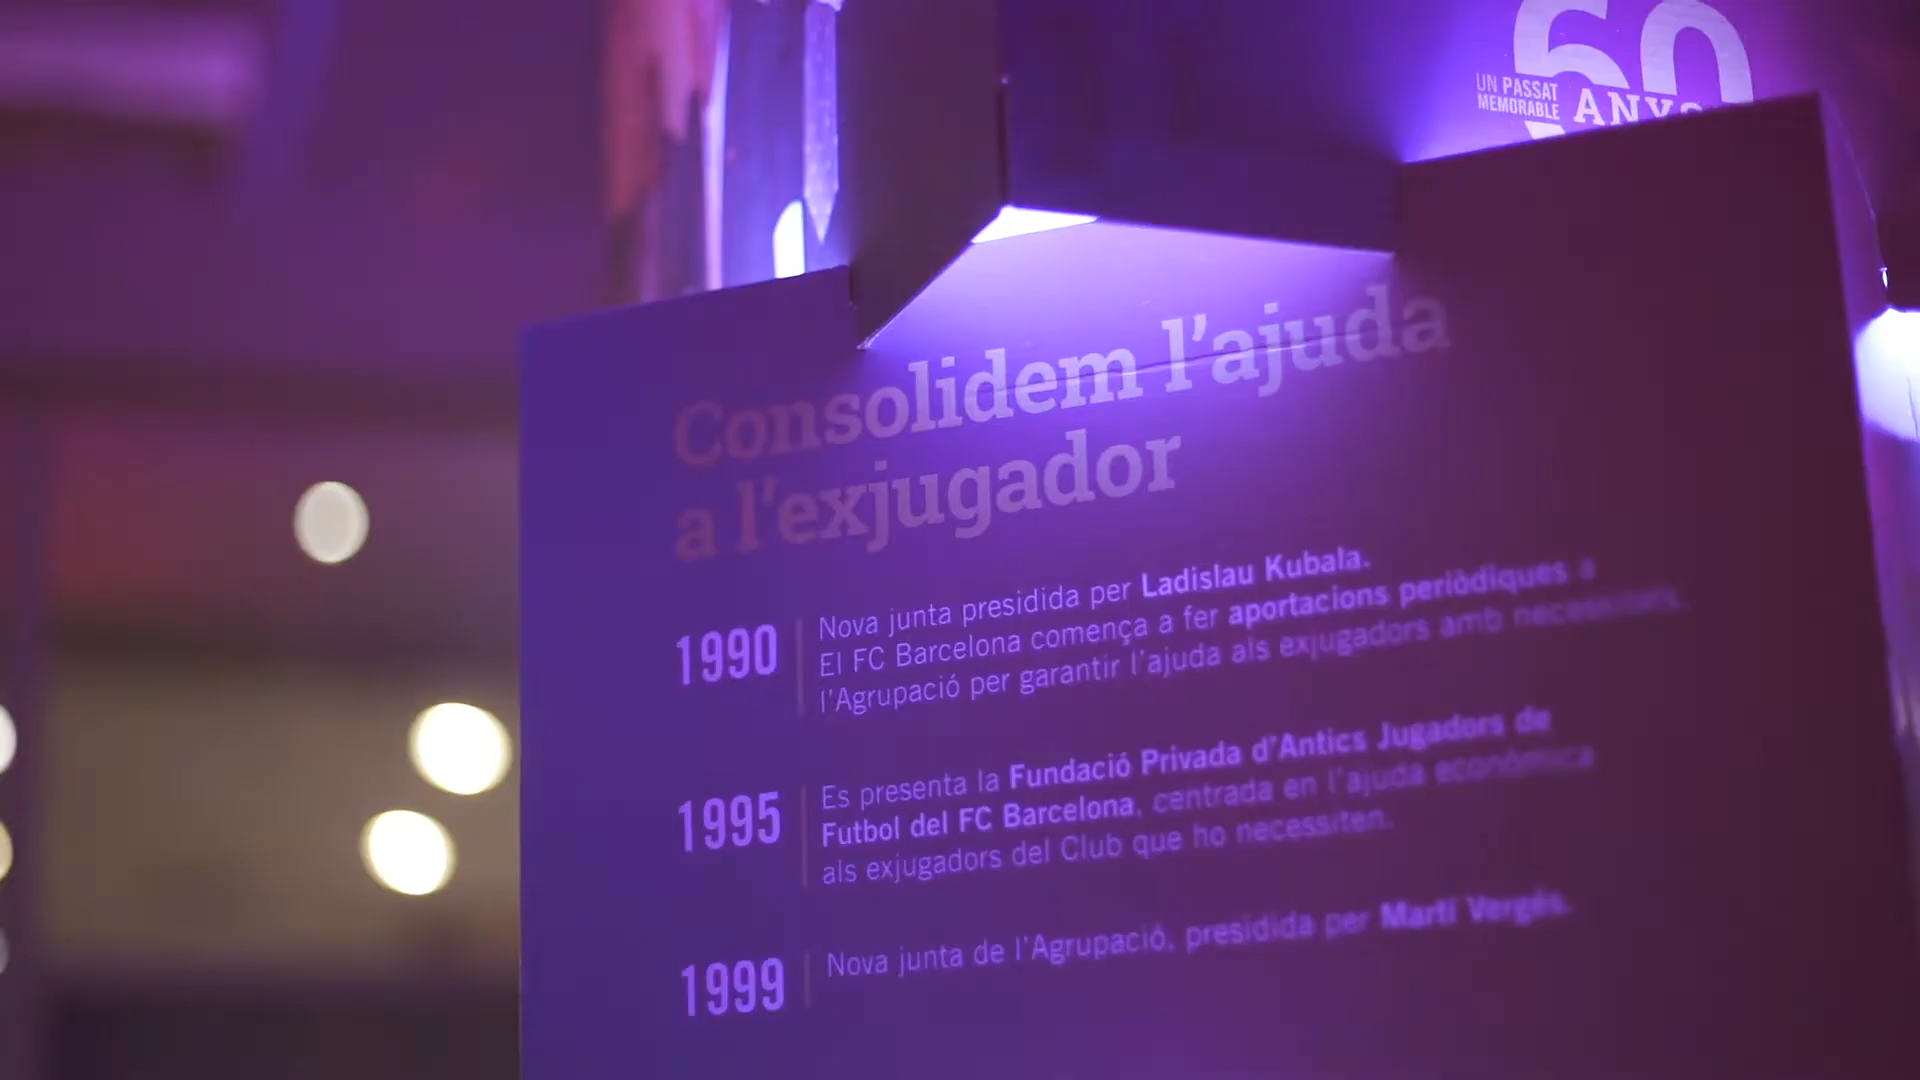 60
UN PASSAT
MEMORABLE
ANYS
Consolidem l'ajuda
a l'exjugador
1990
Nova junta presidida per Ladislau Kubala.
El FC Barcelona comença a fer aportacions periòdiques a
l'Agrupació per garantir l'ajuda als exjugadors amb necessitats.
1995
Es presenta la Fundació Privada d'Antics Jugadors de
Futbol del FC Barcelona, centrada en l'ajuda econòmica
als exjugadors del Club que ho necessiten.
1999
Nova junta de l'Agrupació, presidida per Martí Vergés.